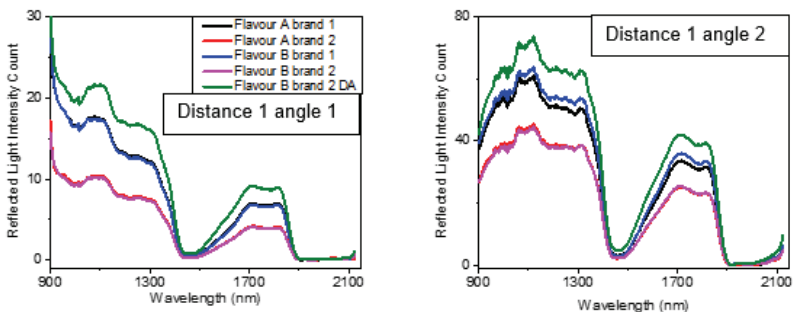 30
20
10
0
Reflected Light Intensity Count
Flavour A brand 1
Flavour A brand 2
Flavour B brand 1
Flavour B brand 2
Flavour B brand 2 DA
Distance 1 angle 1
900
1300
1700
2100
Wavelength (nm)
80
40
0
Reflected Light Intensity Count
Distance 1 angle 2
900
1300
1700
2100
Wavelength (nm)